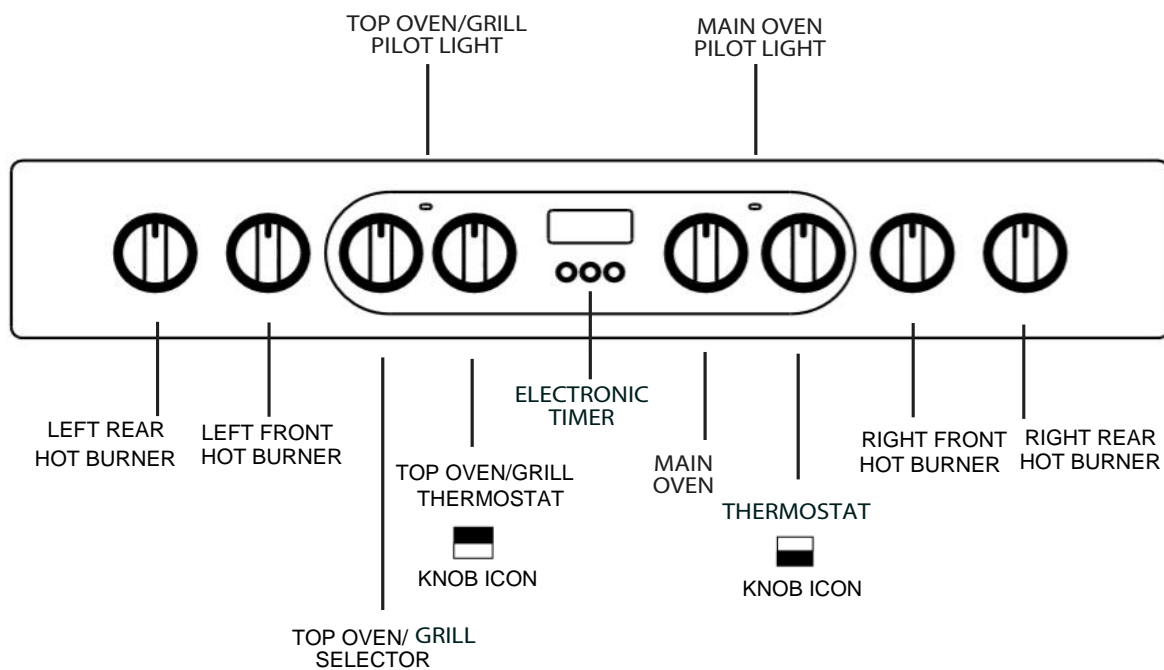 TOP OVEN/GRILL
PILOT LIGHT
MAIN OVEN
PILOT LIGHT
LEFT REAR
HOT BURNER
LEFT FRONT
HOT BURNER
TOP OVEN/ GRILL
SELECTOR
TOP OVEN/GRILL
THERMOSTAT
KNOB ICON
ELECTRONIC
TIMER
MAIN
OVEN
THERMOSTAT
KNOB ICON
RIGHT FRONT
HOT BURNER
RIGHT REAR
HOT BURNER